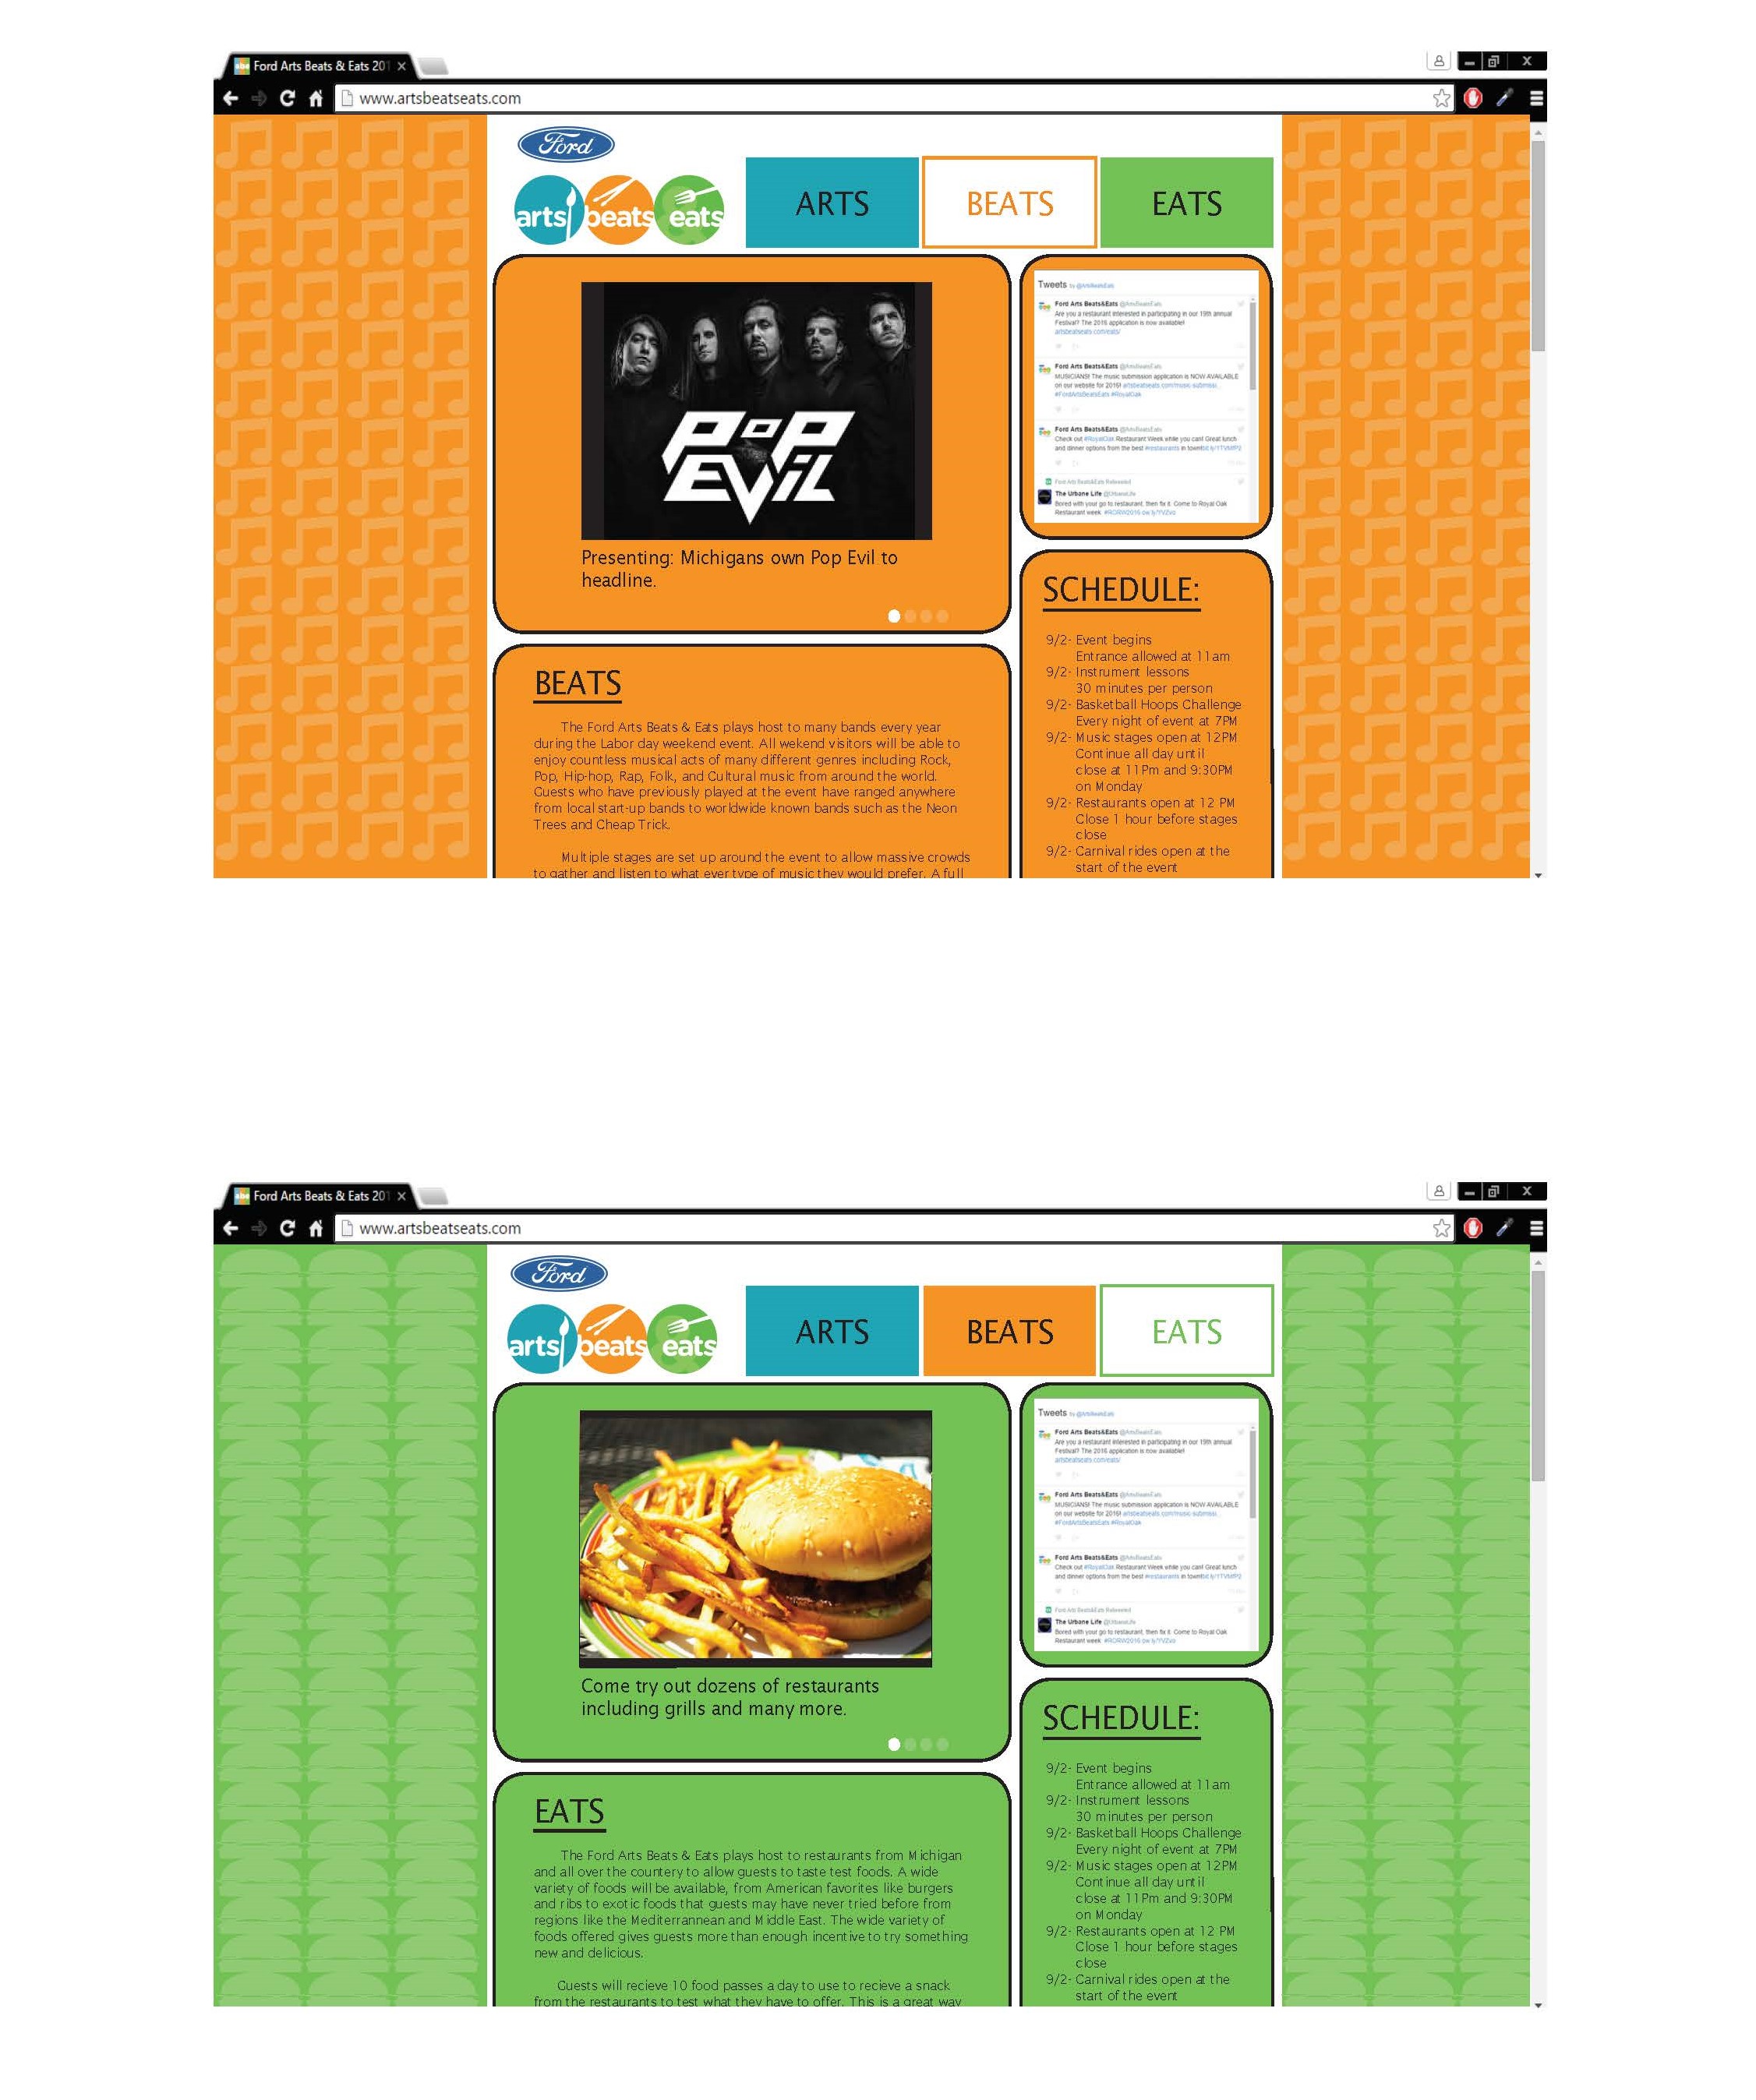 Ford Arts Beats & Eats 201
www.artsbeatseats.com
Ford
arts beats eats
ARTS
BEATS
EATS
POP
EVIL
Presenting: Michigans own Pop Evil to
headline.
Tweets by @ArtsBeatsEats
Ford Arts Beats&Eats @ArtsBeatsEats
Are you a restaurant interested in participating in our 19th annual
Festival? The 2016 application is now available!
artsbeatseats.com/eats/
Ford Arts Beats&Eats @ArtsBeatsEats
MUSICIANS! The music submission application is NOW AVAILABLE
on our website for 2016! artsbeatseats.com/music-submissi...
#FordArtsBeatsEats #RoyalOak
Ford Arts Beats&Eats @ArtsBeatsEats
Check out #RoyalOak Restaurant Week while you can! Great lunch
and dinner options from the best #restaurants in town!
Ford Arts Beats&Eats Retweeted
The Urbane Life @UrbaneLife
Bored with your go to restaurant, then fix it. Come to Royal Oak
Restaurant week. #RORW2016
SCHEDULE:
9/2- Event begins
Entrance allowed at 11am
9/2- Instrument lessons
30 minutes per person
9/2- Basketball Hoops Challenge
Every night of event at 7PM
9/2- Music stages open at 12PM
Continue all day until
close at 11Pm and 9:30PM
on Monday
9/2- Restaurants open at 12 PM
Close 1 hour before stages
close
9/2- Carnival rides open at the
start of the event
BEATS
The Ford Arts Beats & Eats plays host to many bands every year
during the Labor day weekend event. All wekend visitors will be able to
enjoy countless musical acts of many different genres including Rock,
Pop, Hip-hop, Rap, Folk, and Cultural music from around the world.
Guests who have previously played at the event have ranged anywhere
from local start-up bands to worldwide known bands such as the Neon
Trees and Cheap Trick.
Multiple stages are set up around the event to allow massive crowds
to gather and listen to what ever type of music they would prefer. A full
Ford Arts Beats & Eats 201
www.artsbeatseats.com
Ford
arts beats eats
ARTS
BEATS
EATS
Come try out dozens of restaurants
including grills and many more.
Tweets by @ArtsBeatsEats
Ford Arts Beats&Eats @ArtsBeatsEats
Are you a restaurant interested in participating in our 19th annual
Festival? The 2016 application is now available!
artsbeatseats.com/eats/
Ford Arts Beats&Eats @ArtsBeatsEats
MUSICIANS! The music submission application is NOW AVAILABLE
on our website for 2016! artsbeatseats.com/music-submissi...
#FordArtsBeatsEats #RoyalOak
Ford Arts Beats&Eats @ArtsBeatsEats
Check out #RoyalOak Restaurant Week while you can! Great lunch
and dinner options from the best #restaurants in town!
Ford Arts Beats&Eats Retweeted
The Urbane Life @UrbaneLife
Bored with your go to restaurant, then fix it. Come to Royal Oak
Restaurant week. #RORW2016
SCHEDULE:
9/2- Event begins
Entrance allowed at 11am
9/2- Instrument lessons
30 minutes per person
9/2- Basketball Hoops Challenge
Every night of event at 7PM
9/2- Music stages open at 12PM
Continue all day until
close at 11Pm and 9:30PM
on Monday
9/2- Restaurants open at 12 PM
Close 1 hour before stages
close
9/2- Carnival rides open at the
start of the event
EATS
The Ford Arts Beats & Eats plays host to restaurants from Michigan
and all over the countery to allow guests to taste test foods. A wide
variety of foods will be available, from American favorites like burgers
and ribs to exotic foods that guests may have never tried before from
regions like the Mediterrannean and Middle East. The wide variety of
foods offered gives guests more than enough incentive to try something
new and delicious.
Guests will recieve 10 food passes a day to use to recieve a snack
from the restaurants to test what they have to offer. This is a great way